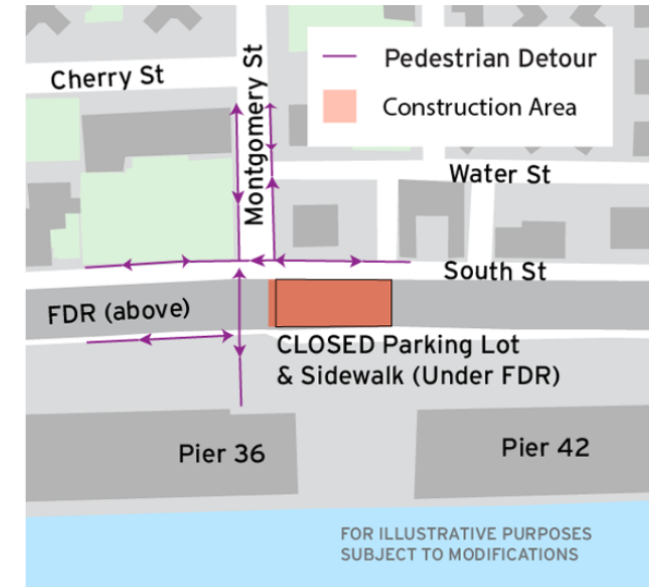 Cherry St
Montgomery St
Pedestrian Detour
Construction Area
Water St
South St
FDR (above)
CLOSED Parking Lot
& Sidewalk (Under FDR)
Pier 36
Pier 42
FOR ILLUSTRATIVE PURPOSES
SUBJECT TO MODIFICATIONS